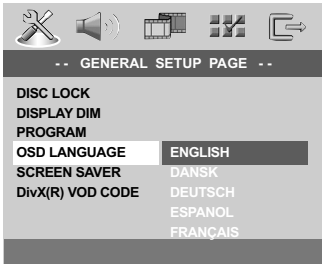 -- GENERAL SETUP PAGE --
DISC LOCK
DISPLAY DIM
PROGRAM
OSD LANGUAGE ENGLISH
SCREEN SAVER DANSK
DivX(R) VOD CODE DEUTSCH
ESPANOL
FRANÇAIS